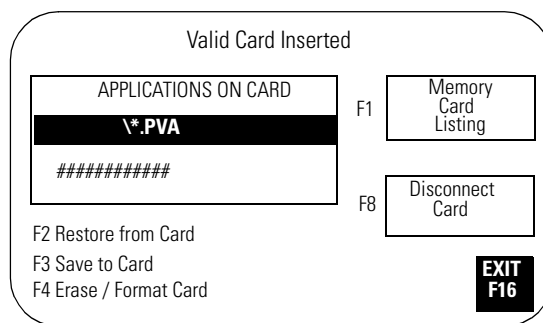 Valid Card Inserted
APPLICATIONS ON CARD
\*.PVA
############
F1
Memory
Card
Listing
F8
Disconnect
Card
F2 Restore from Card
F3 Save to Card
F4 Erase / Format Card
EXIT
F16